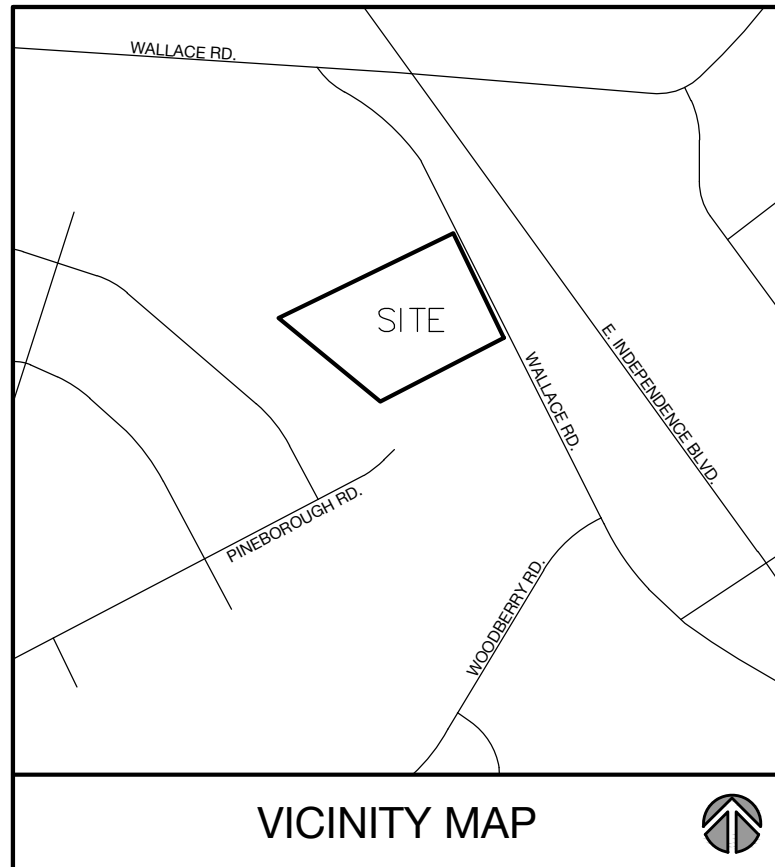 WALLACE RD.
SITE
E. INDEPENDENCE BLVD.
WALLACE RD.
PINEBOROUGH RD.
WOODBERRY RD.
VICINITY MAP